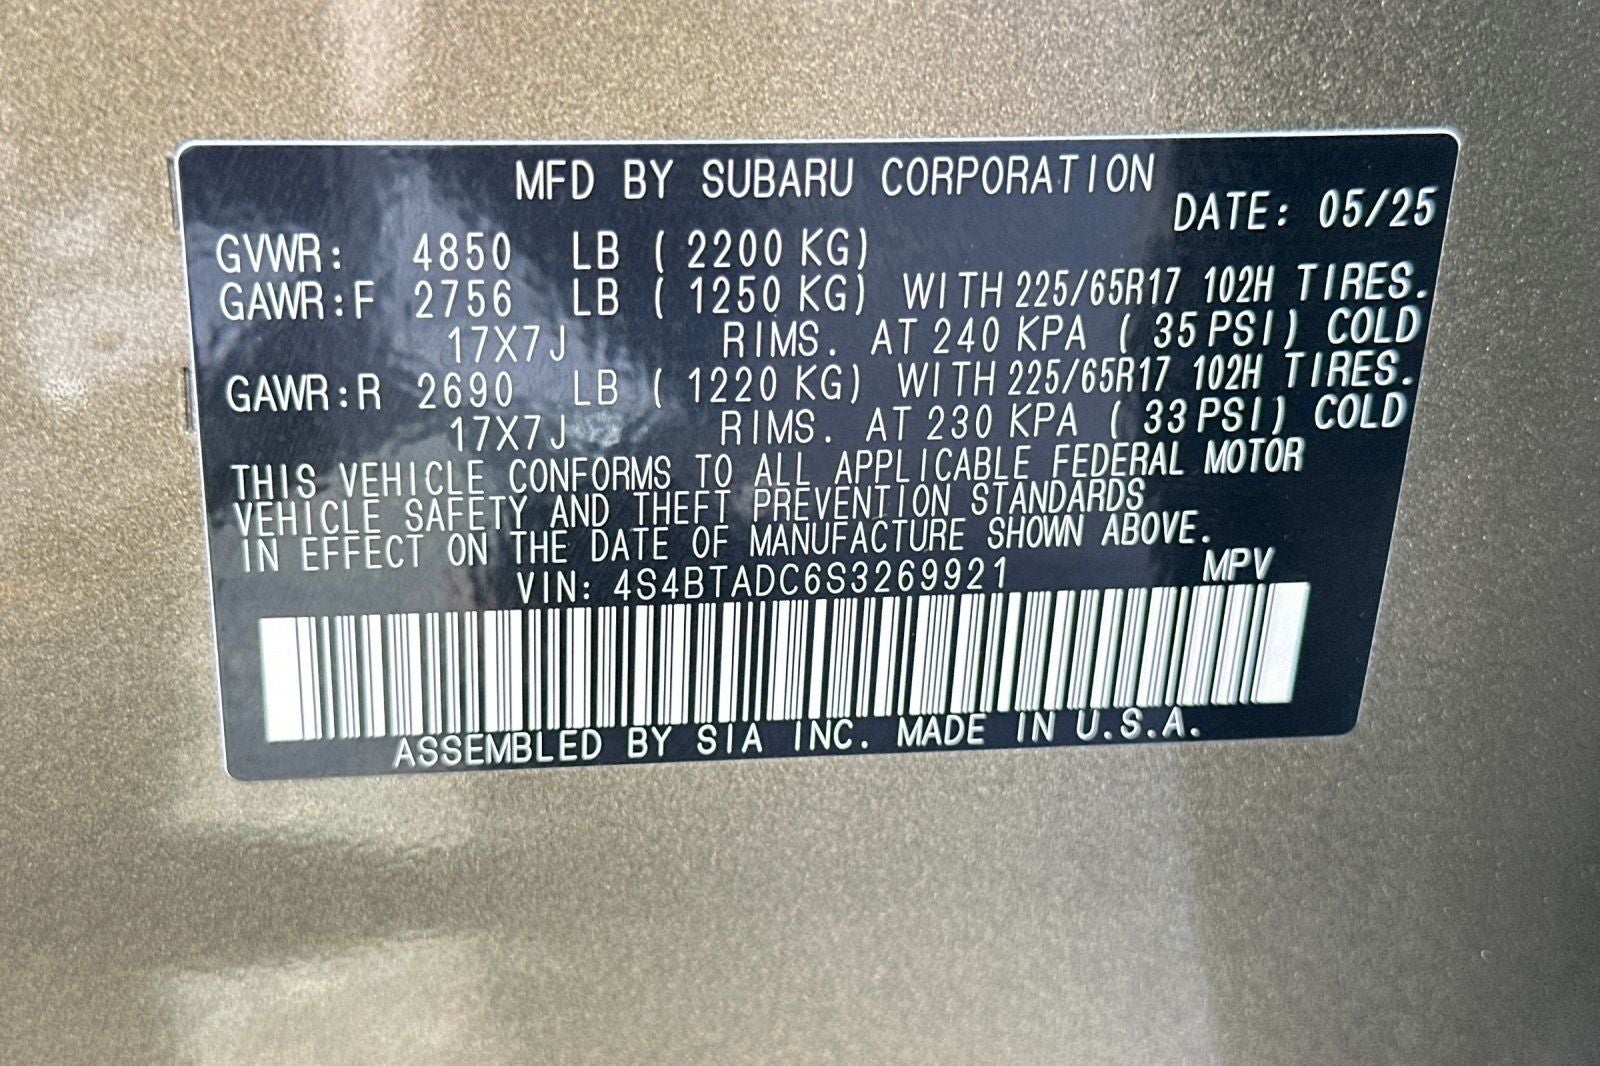 MFD BY SUBARU CORPORATION
DATE: 05/25
GVWR: 4850 LB ( 2200 KG)
GAWR:F 2756 LB ( 1250 KG) WITH 225/65R17 102H TIRES.
17X7J RIMS. AT 240 KPA ( 35 PSI) COLD
GAWR:R 2690 LB ( 1220 KG) WITH 225/65R17 102H TIRES.
17X7J RIMS. AT 230 KPA ( 33 PSI) COLD
THIS VEHICLE CONFORMS TO ALL APPLICABLE FEDERAL MOTOR
VEHICLE SAFETY AND THEFT PREVENTION STANDARDS
IN EFFECT ON THE DATE OF MANUFACTURE SHOWN ABOVE.
VIN: 4S4BTADC6S3269921 MPV
ASSEMBLED BY SIA INC. MADE IN U.S.A.